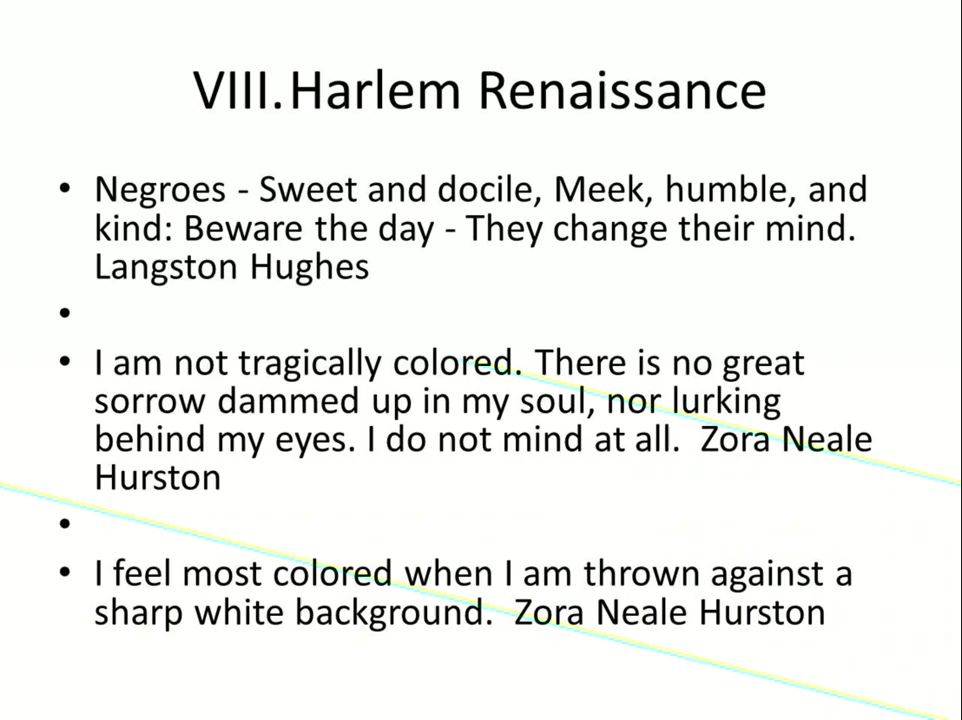 VIII. Harlem Renaissance
• Negroes - Sweet and docile, Meek, humble, and
kind: Beware the day - They change their mind.
Langston Hughes
•
• I am not tragically colored. There is no great
sorrow dammed up in my soul, nor lurking
behind my eyes. I do not mind at all.  Zora Neale
Hurston
•
• I feel most colored when I am thrown against a
sharp white background.  Zora Neale Hurston